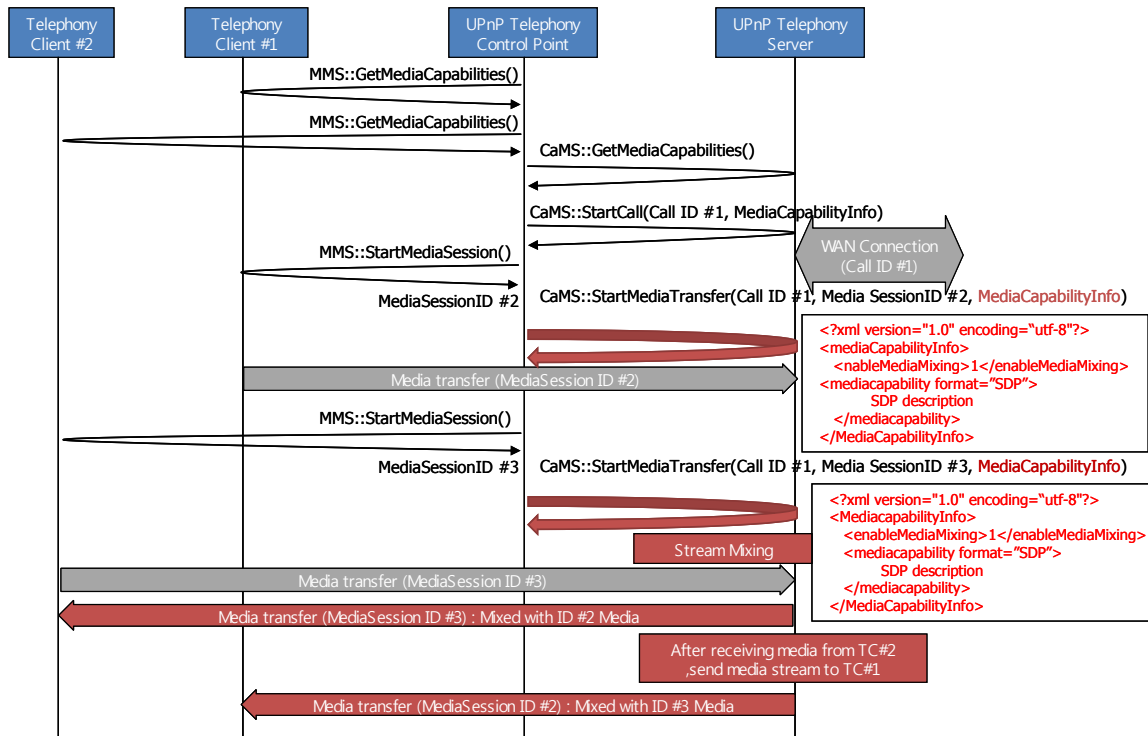 Telephony
Client #2
Telephony
Client #1
UPnP Telephony
Control Point
UPnP Telephony
Server
MMS::GetMediaCapabilities()
MMS::GetMediaCapabilities()
CaMS::GetMediaCapabilities()
CaMS::StartCall(Call ID #1, MediaCapabilityInfo)
WAN Connection
(Call ID #1)
MMS::StartMediaSession()
MediaSessionID #2
CaMS::StartMediaTransfer(Call ID #1, Media SessionID #2, MediaCapabilityInfo)
<?xml version="1.0" encoding=“utf-8"?>
<mediaCapabilityInfo>
<nableMediaMixing>1</enableMediaMixing>
<mediacapability format=”SDP”>
SDP description
</mediacapability>
</MediaCapabilityInfo>
Media transfer (MediaSession ID #2)
MMS::StartMediaSession()
MediaSessionID #3
CaMS::StartMediaTransfer(Call ID #1, Media SessionID #3, MediaCapabilityInfo)
<?xml version="1.0" encoding=“utf-8"?>
<MediacapabilityInfo>
<enableMediaMixing>1</enableMediaMixing>
<mediacapability format=”SDP”>
SDP description
</mediacapability>
</MediaCapabilityInfo>
Stream Mixing
Media transfer (MediaSession ID #3)
Media transfer (MediaSession ID #3) : Mixed with ID #2 Media
After receiving media from TC#2
,send media stream to TC#1
Media transfer (MediaSession ID #2) : Mixed with ID #3 Media